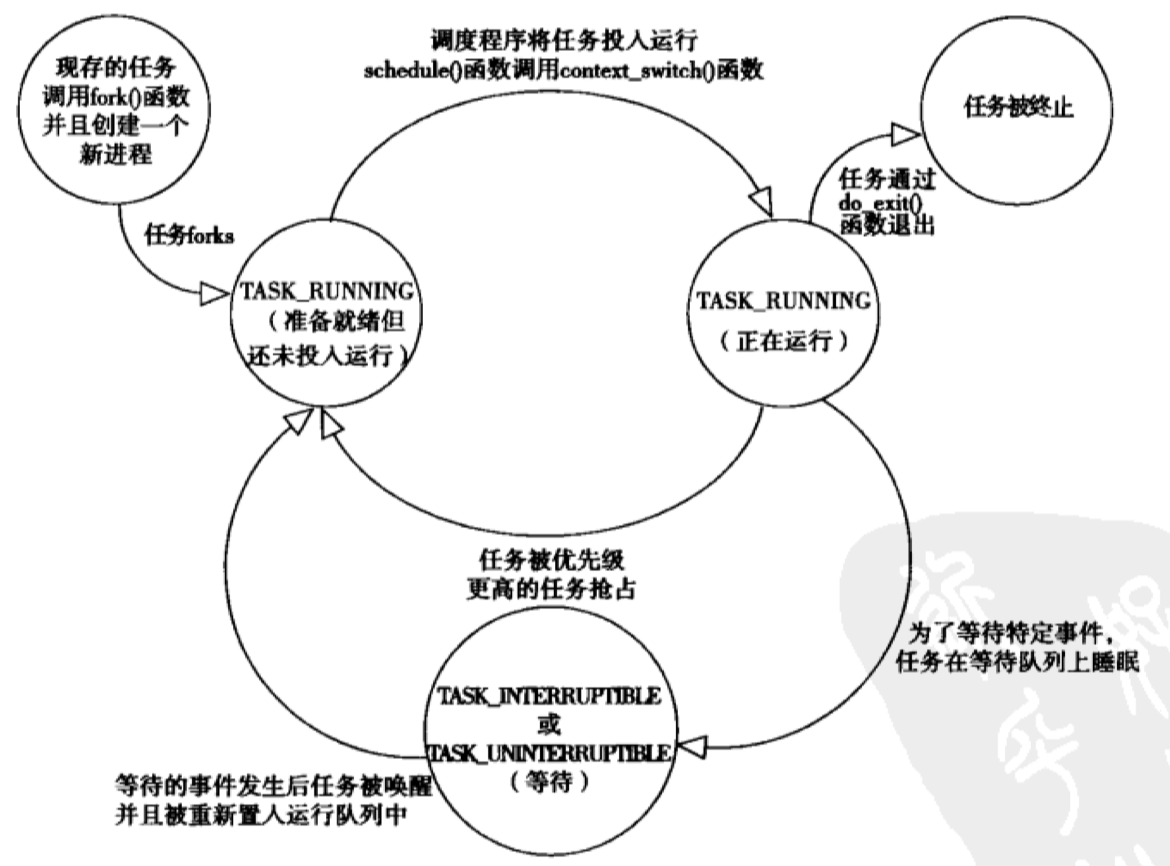 现存的任务
调用fork()函数
并且创建一个
新进程
调度程序将任务投入运行
schedule()函数调用context_switch()函数
任务被终止
任务通过
do_exit()
函数退出
任务forks
TASK_RUNNING
（准备就绪但
还未投入运行）
TASK_RUNNING
（正在运行）
任务被优先级
更高的任务抢占
为了等待特定事件，
任务在等待队列上睡眠
TASK_INTERRUPTIBLE
或
TASK_UNINTERRUPTIBLE
（等待）
等待的事件发生后任务被唤醒
并且被重新置人运行队列中